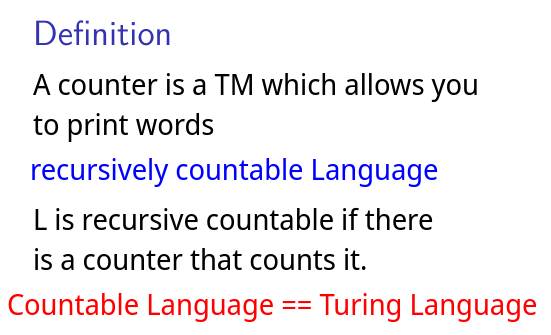 Definition
A counter is a TM which allows you
to print words
recursively countable Language
L is recursive countable if there
is a counter that counts it.
Countable Language == Turing Language